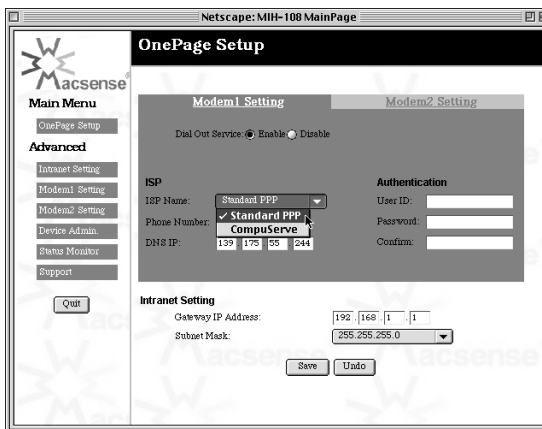 Netscape: MIH-108 MainPage
Macsense
OnePage Setup
Main Menu
OnePage Setup
Advanced
Intranet Setting
Modem1 Setting
Modem2 Setting
Device Admin.
Status Monitor
Support
Quit
Modem1 Setting
Modem2 Setting
Dial Out Service: Enable Disable
ISP
Authentication
ISP Name: Standard PPP
User ID:
Standard PPP
Phone Number:
Password:
CompuServe
DNS IP: 139 . 175 . 55 . 244
Confirm:
Intranet Setting
Gateway IP Address: 192 . 168 . 1 . 1
Subnet Mask: 255.255.255.0
Save Undo